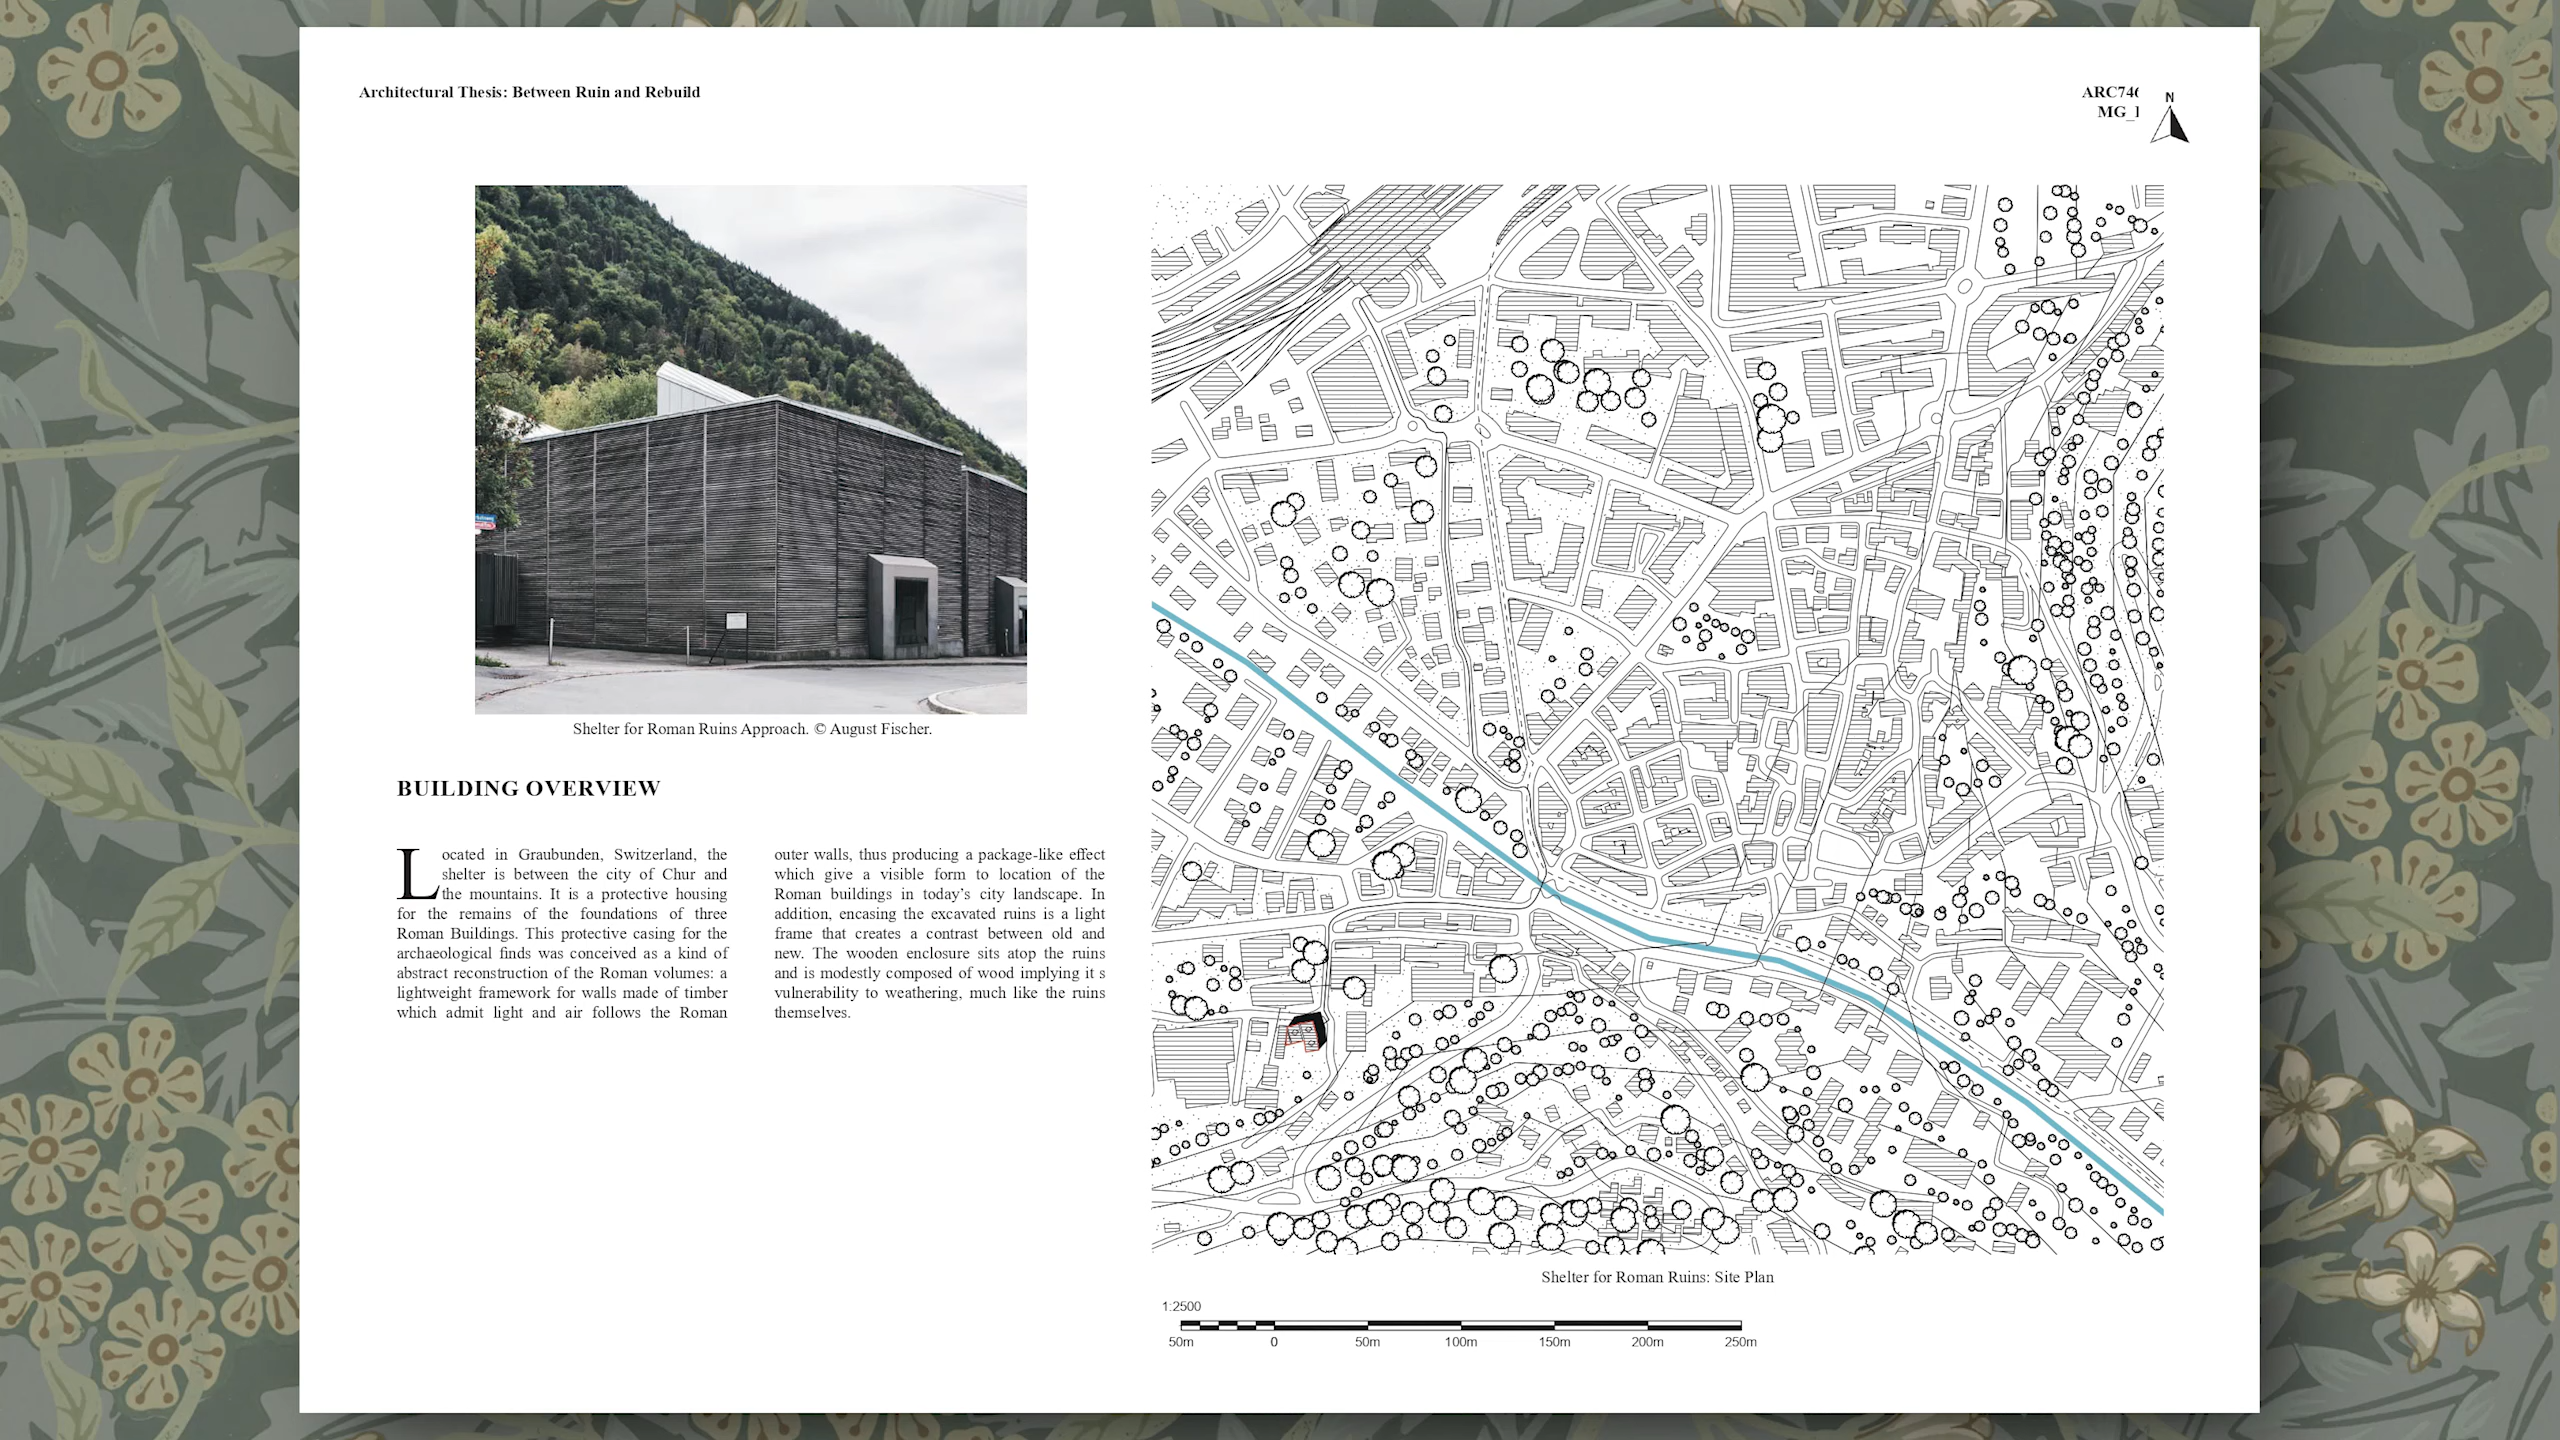 Architectural Thesis: Between Ruin and Rebuild
ARC746
MG_1
N
Shelter for Roman Ruins Approach. © August Fischer.
BUILDING OVERVIEW
Located in Graubunden, Switzerland, the
shelter is between the city of Chur and
the mountains. It is a protective housing
for the remains of the foundations of three
Roman Buildings. This protective casing for the
archaeological finds was conceived as a kind of
abstract reconstruction of the Roman volumes: a
lightweight framework for walls made of timber
which admit light and air follows the Roman
outer walls, thus producing a package-like effect
which give a visible form to location of the
Roman buildings in today’s city landscape. In
addition, encasing the excavated ruins is a light
frame that creates a contrast between old and
new. The wooden enclosure sits atop the ruins
and is modestly composed of wood implying it s
vulnerability to weathering, much like the ruins
themselves.
Shelter for Roman Ruins: Site Plan
1:2500
50m 0 50m 100m 150m 200m 250m